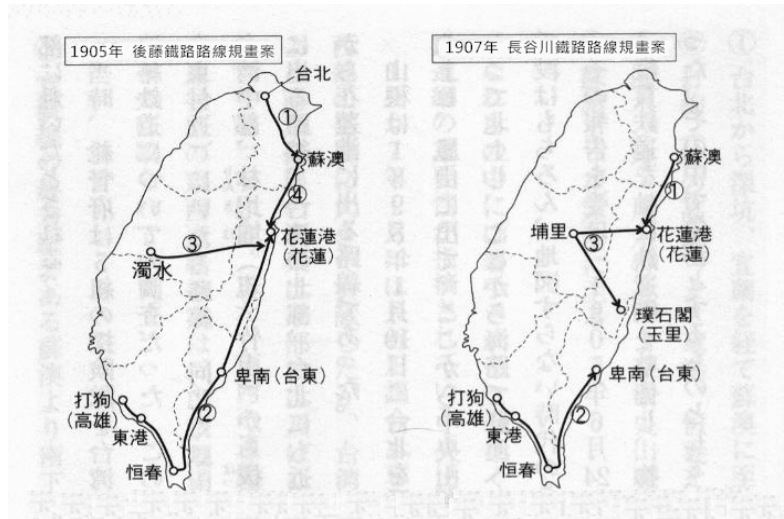 1905年 後藤鐵路路線規畫案
台北
①
蘇澳
④
花蓮港
(花蓮)
③
濁水
卑南(台東)
②
打狗
(高雄)
東港
恒春
1907年 長谷川鐵路路線規畫案
蘇澳
①
埔里
③
花蓮港
(花蓮)
璞石閣
(玉里)
卑南(台東)
②
打狗
(高雄)
東港
恒春